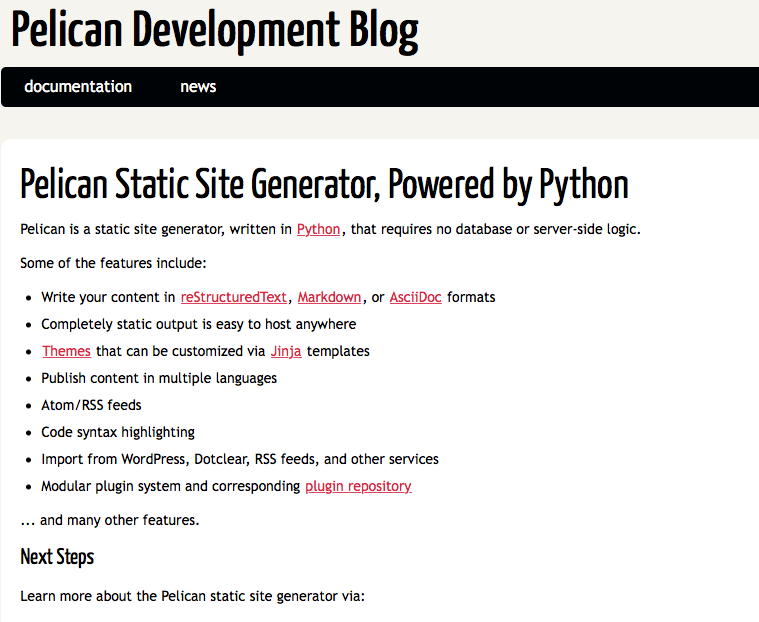 Pelican Development Blog
documentation news
Pelican Static Site Generator, Powered by Python
Pelican is a static site generator, written in Python, that requires no database or server-side logic.
Some of the features include:
• Write your content in reStructuredText, Markdown, or AsciiDoc formats
• Completely static output is easy to host anywhere
• Themes that can be customized via Jinja templates
• Publish content in multiple languages
• Atom/RSS feeds
• Code syntax highlighting
• Import from WordPress, Dotclear, RSS feeds, and other services
• Modular plugin system and corresponding plugin repository
... and many other features.
Next Steps
Learn more about the Pelican static site generator via: